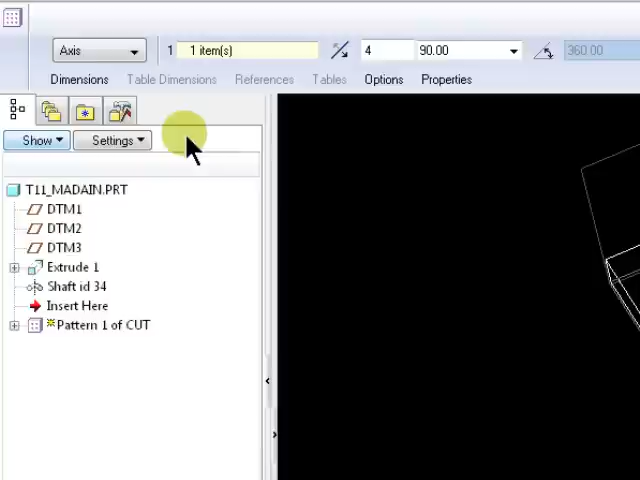 Axis 1 1 item(s) 4 90.00 360.00
Dimensions Table Dimensions References Tables Options Properties
Show Settings
T11_MADAIN.PRT
DTM1
DTM2
DTM3
Extrude 1
Shaft id 34
Insert Here
Pattern 1 of CUT